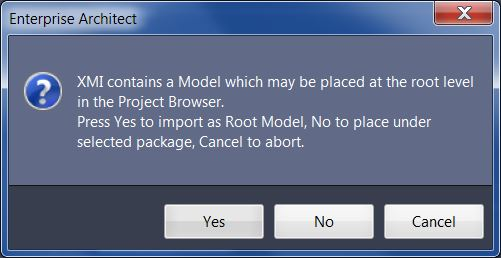 Enterprise Architect
XMI contains a Model which may be placed at the root level
in the Project Browser.
Press Yes to import as Root Model, No to place under
selected package, Cancel to abort.
Yes
No
Cancel